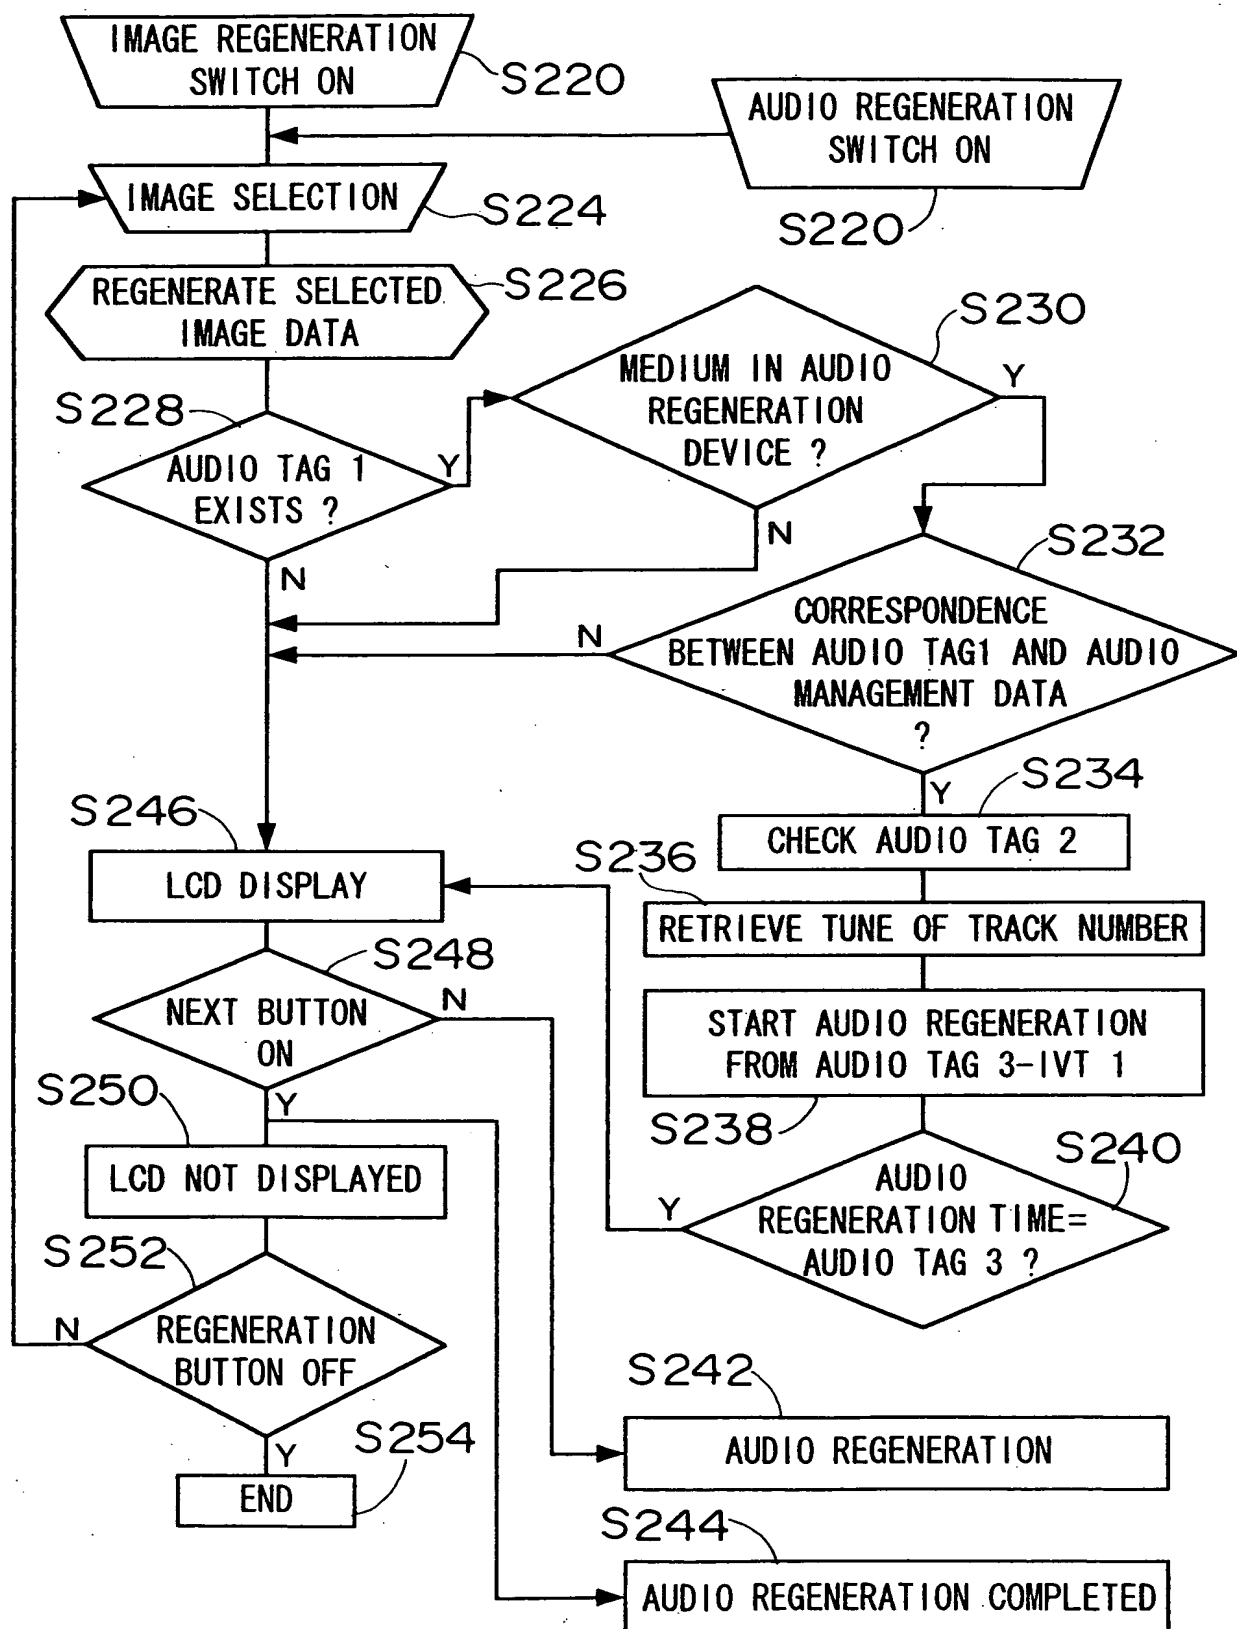 IMAGE REGENERATION
SWITCH ON
S220
AUDIO REGENERATION
SWITCH ON
S220
IMAGE SELECTION
S224
REGENERATE SELECTED
IMAGE DATA
S226
S228
AUDIO TAG 1
EXISTS ?
Y
N
S230
MEDIUM IN AUDIO
REGENERATION
DEVICE ?
Y
N
S232
CORRESPONDENCE
BETWEEN AUDIO TAG1 AND AUDIO
MANAGEMENT DATA
?
N
Y
S234
CHECK AUDIO TAG 2
S236
RETRIEVE TUNE OF TRACK NUMBER
START AUDIO REGENERATION
FROM AUDIO TAG 3-IVT 1
S238
S240
AUDIO
REGENERATION TIME=
AUDIO TAG 3 ?
Y
S246
LCD DISPLAY
S248
NEXT BUTTON
ON
N
Y
S250
LCD NOT DISPLAYED
S252
REGENERATION
BUTTON OFF
N
Y
S254
END
S242
AUDIO REGENERATION
S244
AUDIO REGENERATION COMPLETED